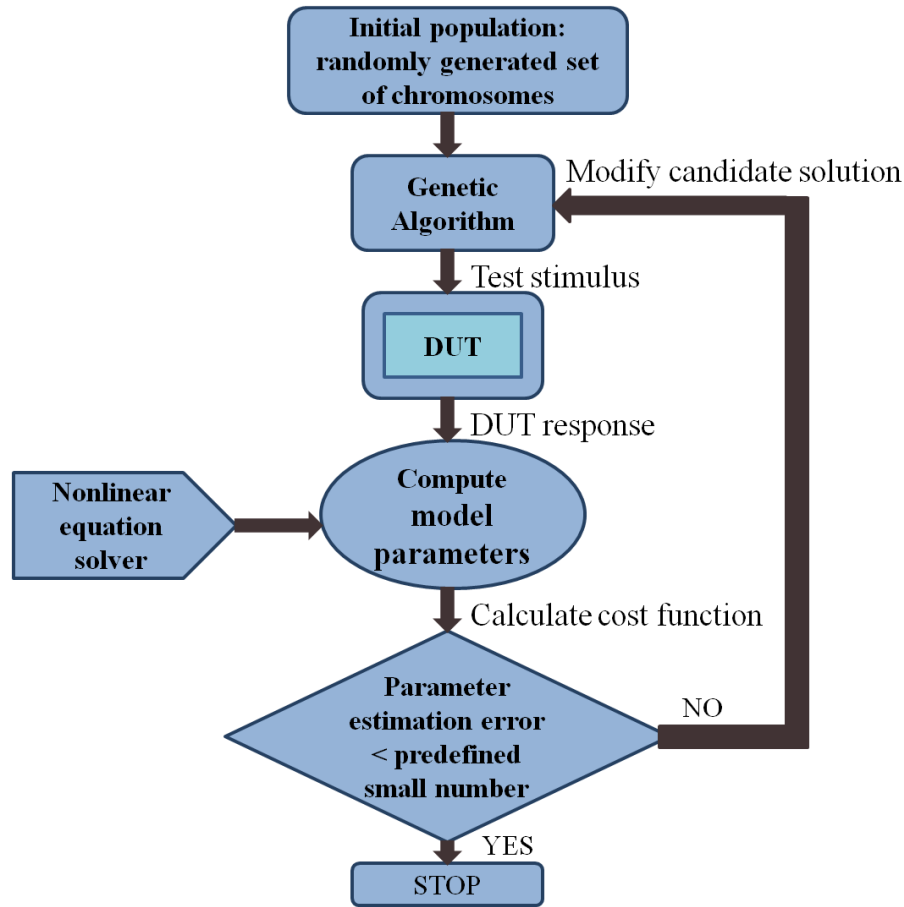 Initial population:
randomly generated set
of chromosomes
Modify candidate solution
Genetic
Algorithm
Test stimulus
DUT
DUT response
Nonlinear
equation
solver
Compute
model
parameters
Calculate cost function
Parameter
estimation error
< predefined
small number
NO
YES
STOP